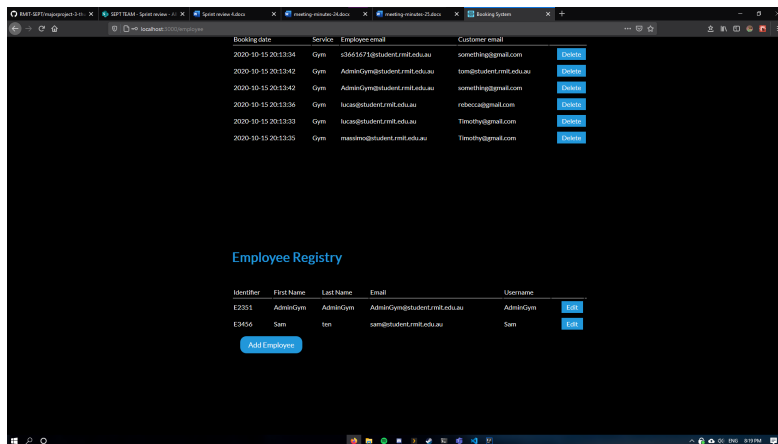 RMIT-SEPT/majorproject-3-
SEPT TEAM - Sprint review - A
Sprint review 4.docx
meeting-minutes-24.docx
meeting-minutes-25.docx
Booking System
localhost:3000/employee
Booking date Service Employee email Customer email
2020-10-15 20:13:34 Gym s3661671@student.rmit.edu.au something@gmail.com Delete
2020-10-15 20:13:42 Gym AdminGym@student.rmit.edu.au tom@student.rmit.edu.au Delete
2020-10-15 20:13:42 Gym AdminGym@student.rmit.edu.au something@gmail.com Delete
2020-10-15 20:13:36 Gym lucas@student.rmit.edu.au rebecca@gmail.com Delete
2020-10-15 20:13:33 Gym lucas@student.rmit.edu.au Timothy@gmail.com Delete
2020-10-15 20:13:35 Gym massimo@student.rmit.edu.au Timothy@gmail.com Delete
Employee Registry
Identifier First Name Last Name Email Username
E2351 AdminGym AdminGym AdminGym@student.rmit.edu.au AdminGym Edit
E3456 Sam ten sam@student.rmit.edu.au Sam Edit
Add Employee
ENG 8:19 PM